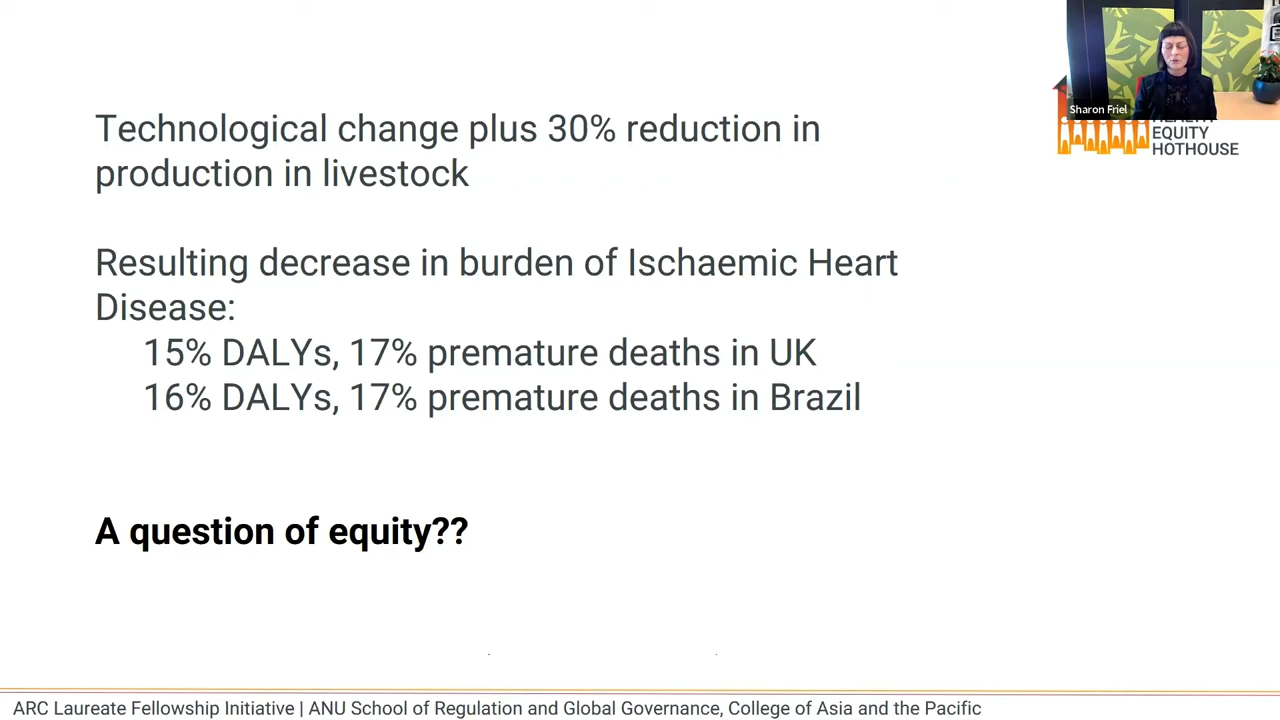 Sharon Friel
EQUITY
HOTHOUSE
Technological change plus 30% reduction in
production in livestock
Resulting decrease in burden of Ischaemic Heart
Disease:
15% DALYs, 17% premature deaths in UK
16% DALYs, 17% premature deaths in Brazil
A question of equity??
ARC Laureate Fellowship Initiative | ANU School of Regulation and Global Governance, College of Asia and the Pacific